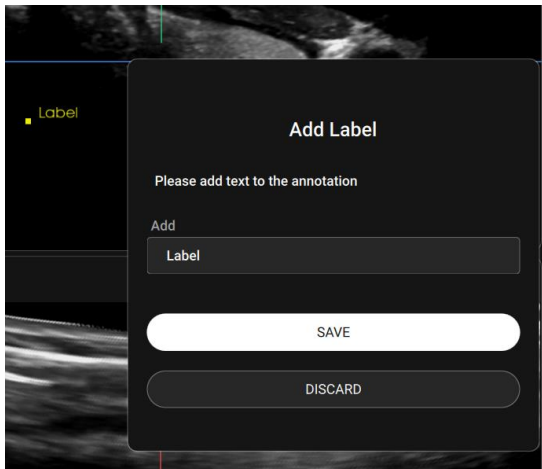 Label
Add Label
Please add text to the annotation
Add
Label
SAVE
DISCARD